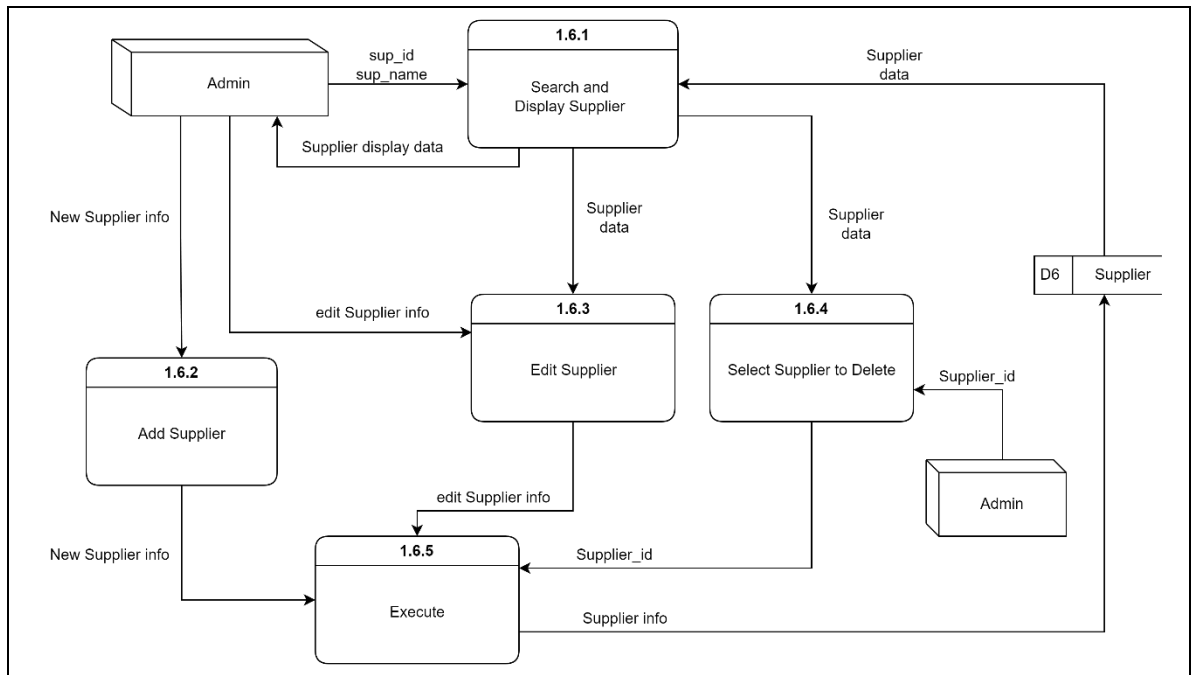 1.6.1
Search and
Display Supplier
Admin
sup_id
sup_name
Supplier
data
Supplier display data
New Supplier info
Supplier
data
Supplier
data
D6
Supplier
edit Supplier info
1.6.3
Edit Supplier
1.6.4
Select Supplier to Delete
1.6.2
Add Supplier
Supplier_id
Admin
edit Supplier info
New Supplier info
1.6.5
Execute
Supplier_id
Supplier info